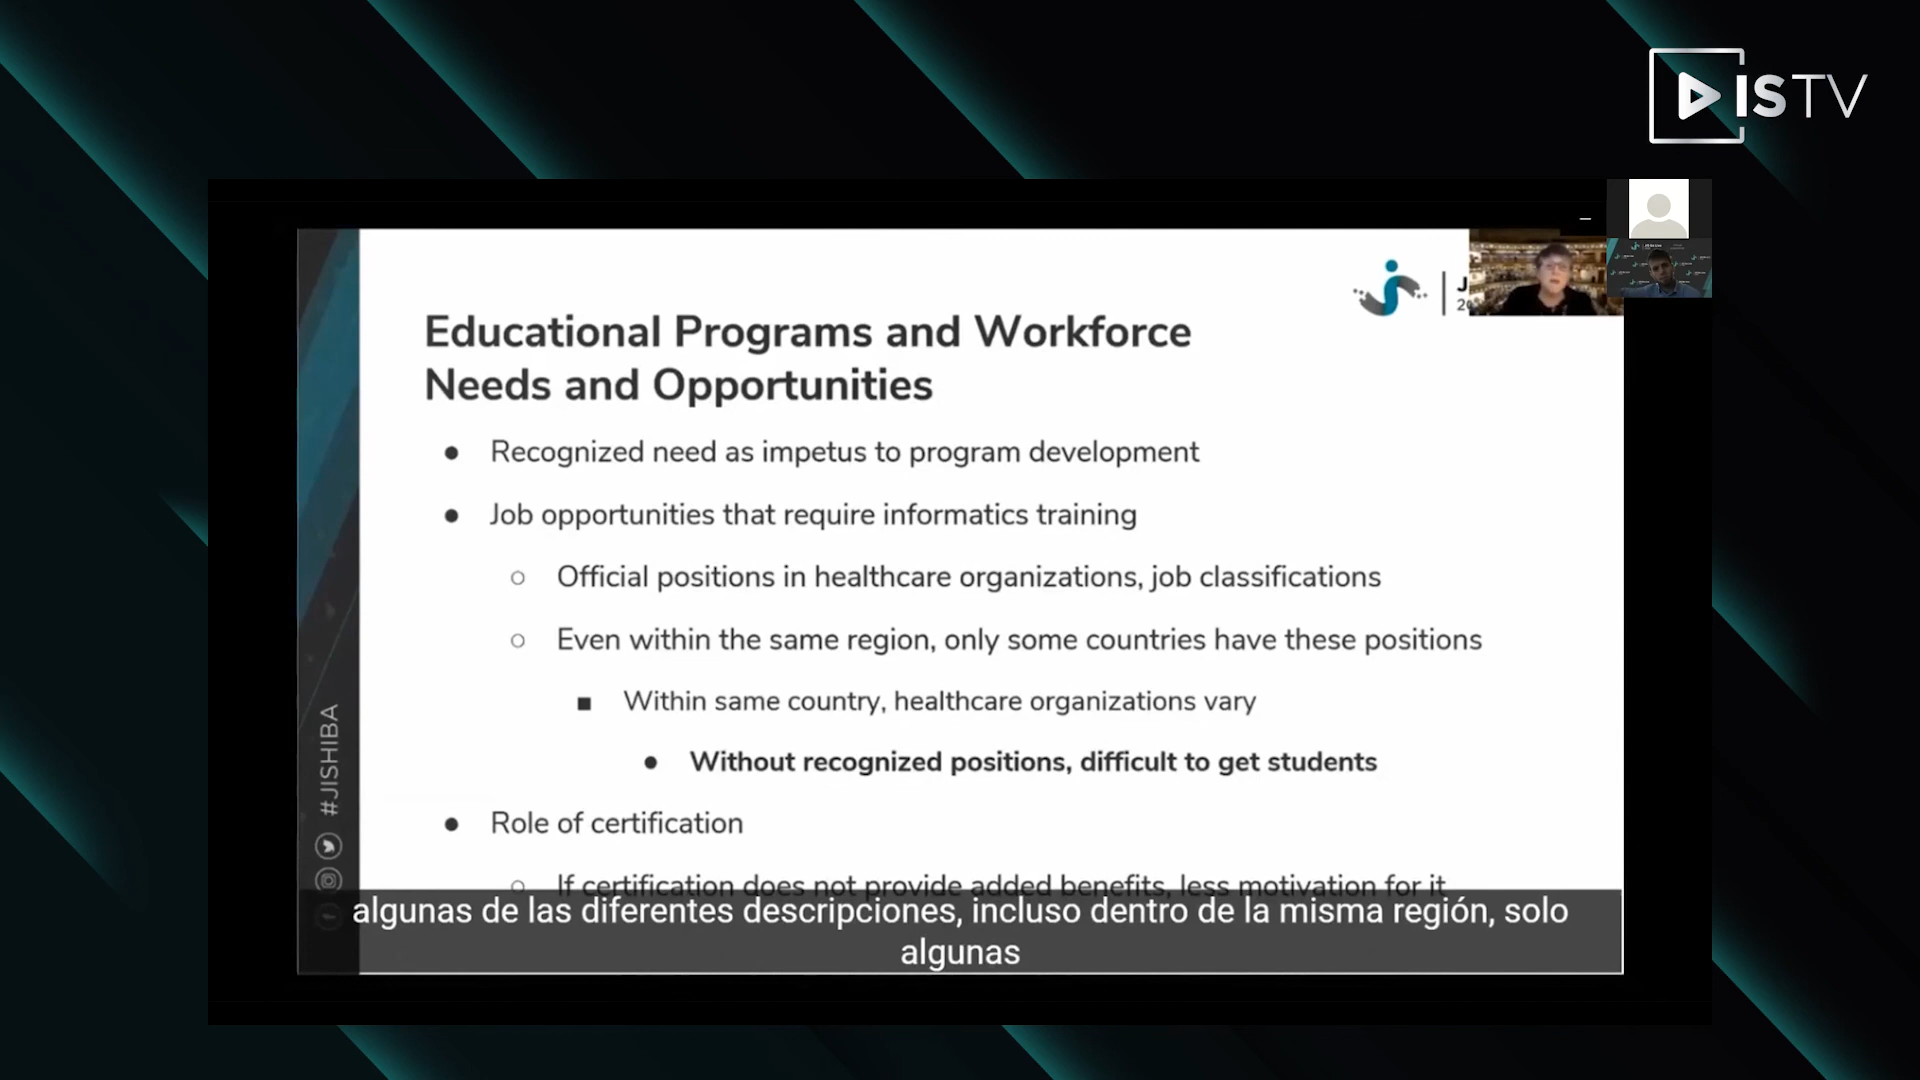 ISTV
J
20
Educational Programs and Workforce
Needs and Opportunities
● Recognized need as impetus to program development
● Job opportunities that require informatics training
○ Official positions in healthcare organizations, job classifications
○ Even within the same region, only some countries have these positions
■ Within same country, healthcare organizations vary
● Without recognized positions, difficult to get students
● Role of certification
○ If certification does not provide added benefits, less motivation for it
#JISHIBA
algunas de las diferentes descripciones, incluso dentro de la misma región, solo
algunas